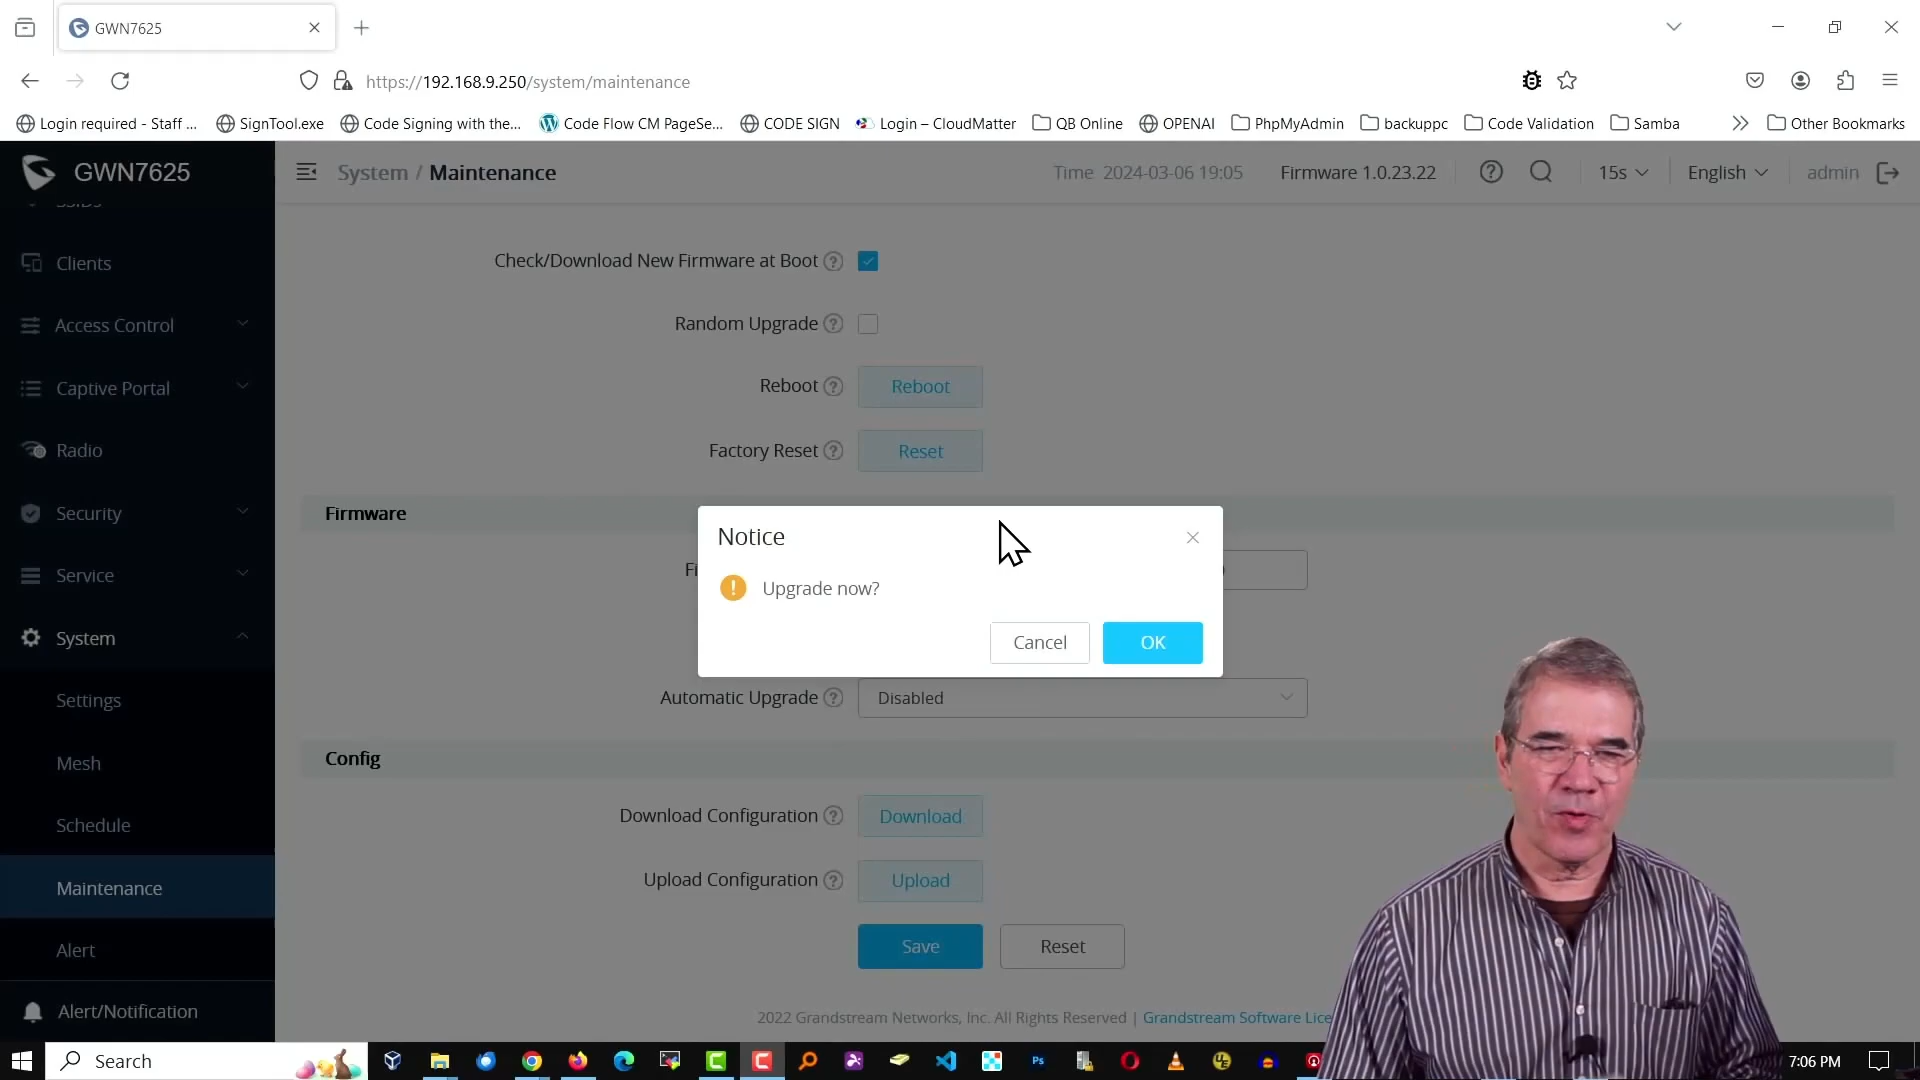 GWN7625
https://192.168.9.250/system/maintenance
Login required - Staff ... SignTool.exe Code Signing with the... Code Flow CM PageSe... CODE SIGN Login – CloudMatter QB Online OPENAI PhpMyAdmin backuppc Code Validation Samba Other Bookmarks
GWN7625 System / Maintenance Time 2024-03-06 19:05 Firmware 1.0.23.22 15s English admin
SSIDs
Clients
Access Control
Captive Portal
Radio
Security
Service
System
Settings
Mesh
Schedule
Maintenance
Alert
Alert/Notification
Check/Download New Firmware at Boot
Random Upgrade
Reboot Reboot
Factory Reset Reset
Firmware
Fi
Notice
Upgrade now?
Cancel OK
Automatic Upgrade Disabled
Config
Download Configuration Download
Upload Configuration Upload
Save Reset
2022 Grandstream Networks, Inc. All Rights Reserved | Grandstream Software Lice
Search Ps UE 7:06 PM